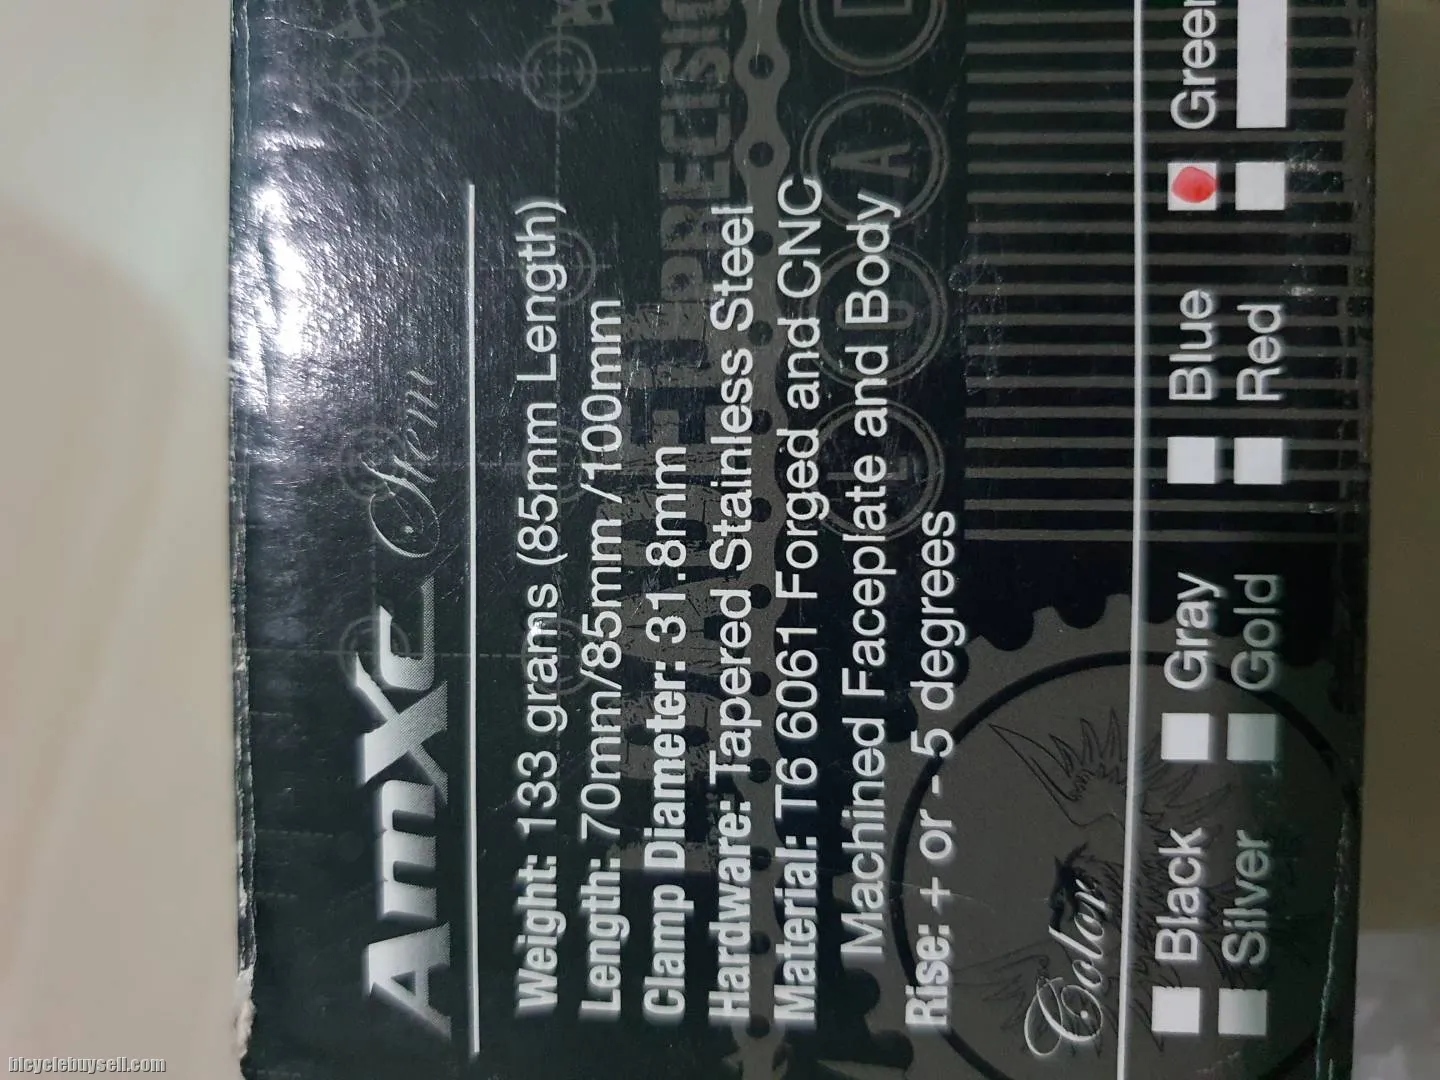 AmXc Stem
Weight: 133 grams (85mm Length)
Length: 70mm/85mm /100mm
Clamp Diameter: 31.8mm
Hardware: Tapered Stainless Steel
Material: T6 6061 Forged and CNC
Machined Faceplate and Body
Rise: + or - 5 degrees
Color
Black Gray Blue Green
Silver Gold Red
LOADED PRECISIO
L O A D
bicyclebuysell.com